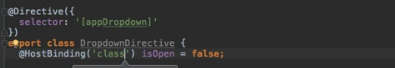 @Directive({
selector: '[appDropdown]'
})
export class DropdownDirective {
@HostBinding('class') isOpen = false;